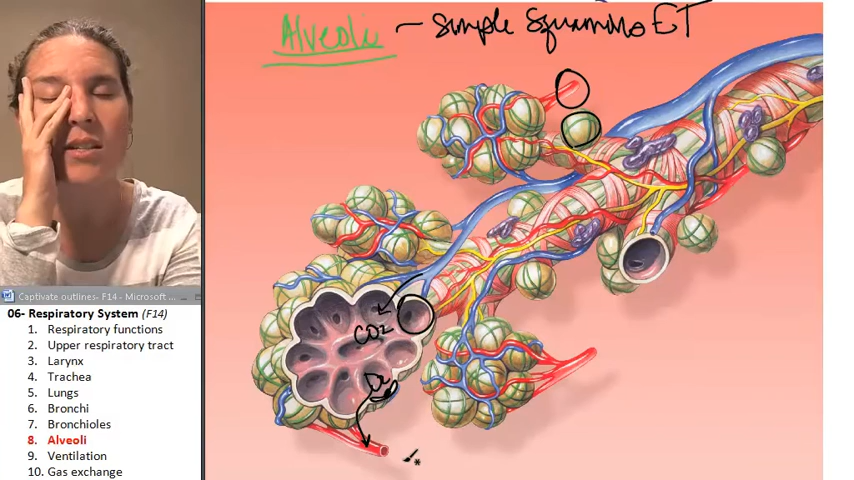 Alveoli - simple squamous ET
CO2
O2
Captivate outlines- F14 - Microsoft ...
06- Respiratory System (F14)
1. Respiratory functions
2. Upper respiratory tract
3. Larynx
4. Trachea
5. Lungs
6. Bronchi
7. Bronchioles
8. Alveoli
9. Ventilation
10. Gas exchange